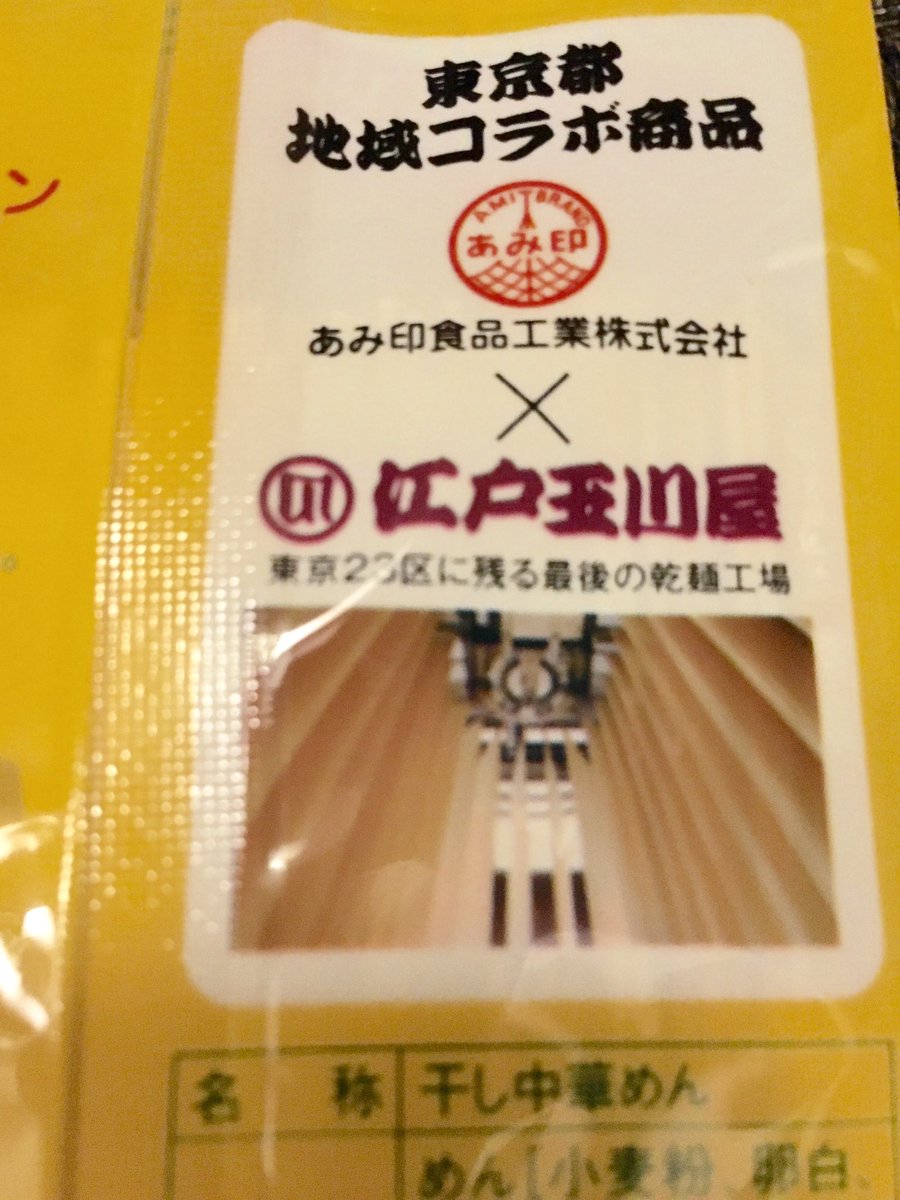 ン
東京都
地域コラボ商品
AMI BRAND
あみ印
あみ印食品工業株式会社
×
江戸玉川屋
東京23区に残る最後の乾麺工場
名 称 干し中華めん
めん[小麦粉、卵白、